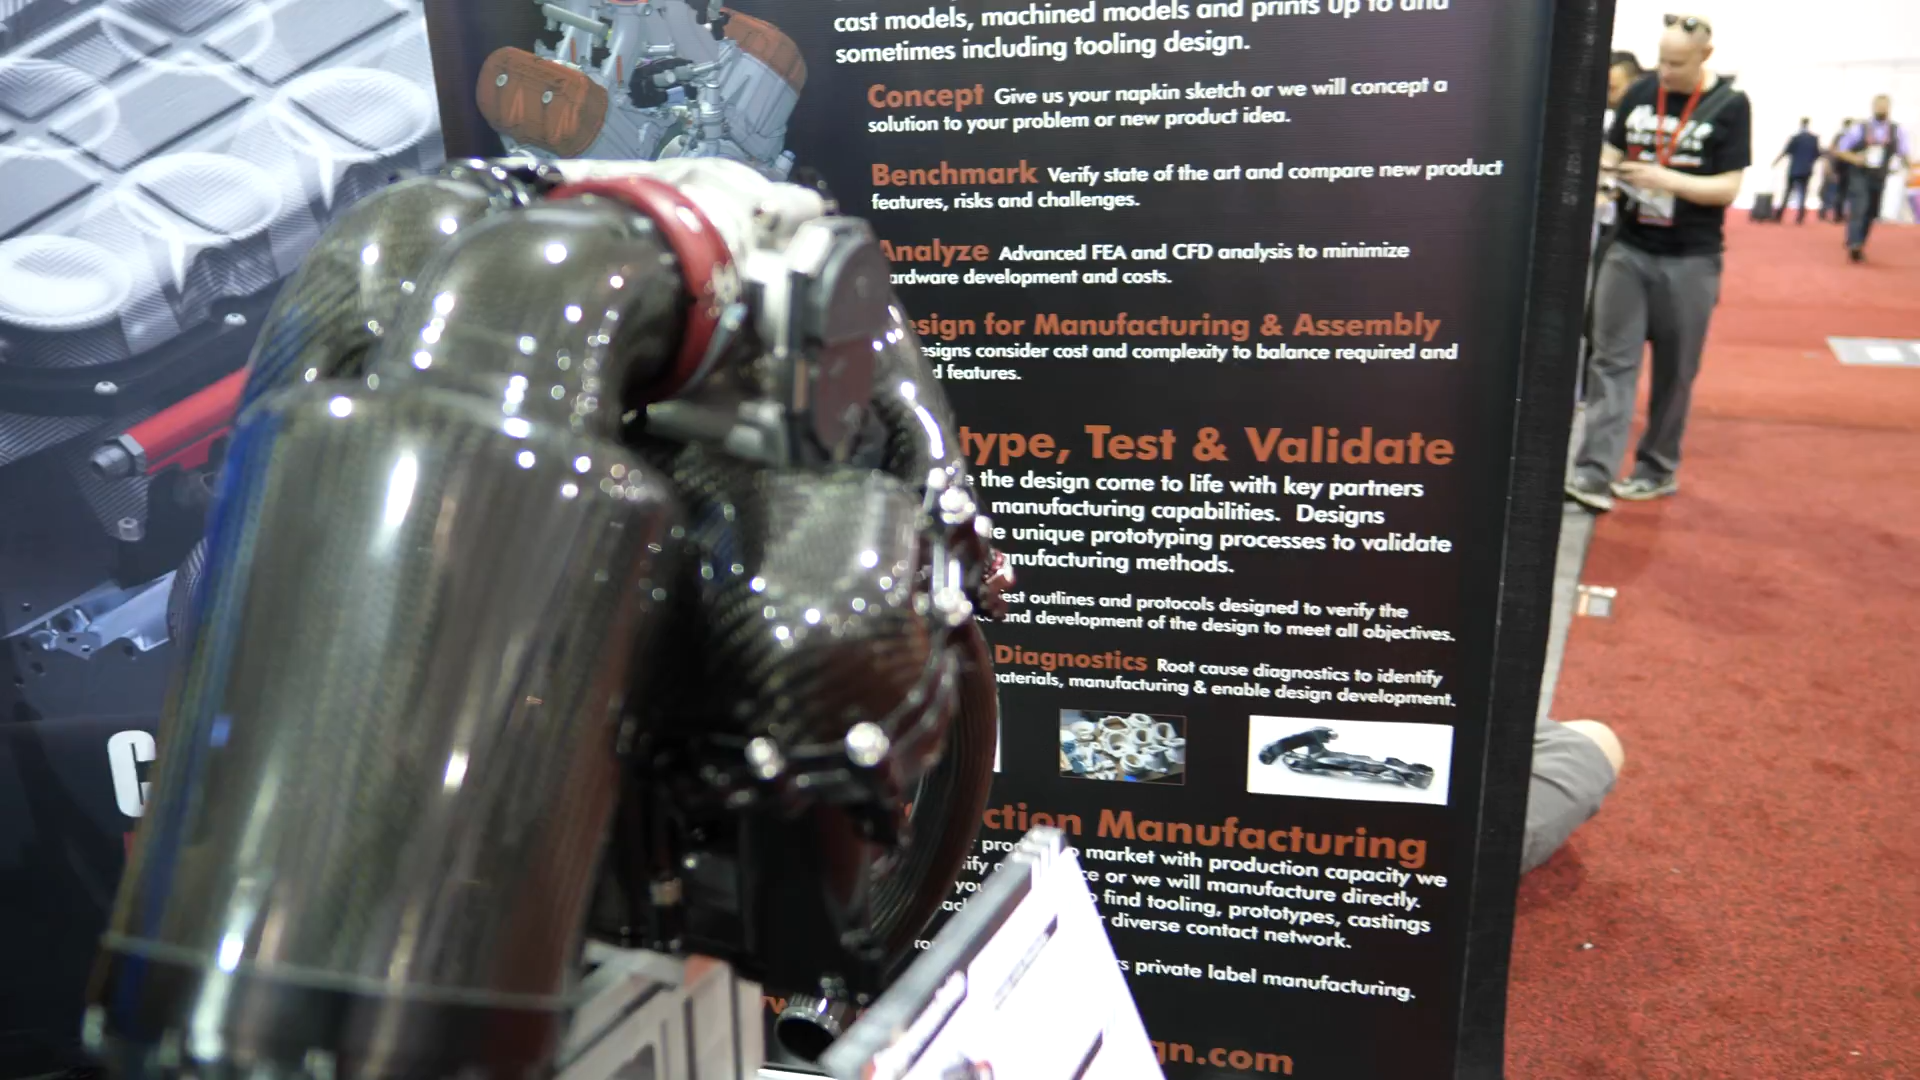 cast models, machined models and prints up to and
sometimes including tooling design.
Concept Give us your napkin sketch or we will concept a
solution to your problem or new product idea.
Benchmark Verify state of the art and compare new product
features, risks and challenges.
Analyze Advanced FEA and CFD analysis to minimize
ardware development and costs.
esign for Manufacturing & Assembly
esigns consider cost and complexity to balance required and
d features.
type, Test & Validate
e the design come to life with key partners
manufacturing capabilities. Designs
e unique prototyping processes to validate
anufacturing methods.
est outlines and protocols designed to verify the
and development of the design to meet all objectives.
Diagnostics Root cause diagnostics to identify
materials, manufacturing & enable design development.
ction Manufacturing
market with production capacity we
ce or we will manufacture directly.
find tooling, prototypes, castings
diverse contact network.
s private label manufacturing.
gn.com
C